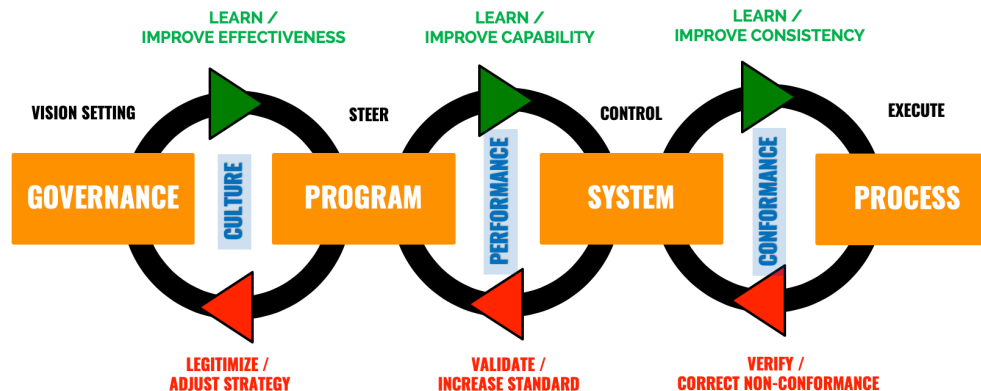 LEARN /
IMPROVE EFFECTIVENESS
LEARN /
IMPROVE CAPABILITY
LEARN /
IMPROVE CONSISTENCY
VISION SETTING
STEER
CONTROL
EXECUTE
GOVERNANCE
CULTURE
PROGRAM
PERFORMANCE
SYSTEM
CONFORMANCE
PROCESS
LEGITIMIZE /
ADJUST STRATEGY
VALIDATE /
INCREASE STANDARD
VERIFY /
CORRECT NON-CONFORMANCE